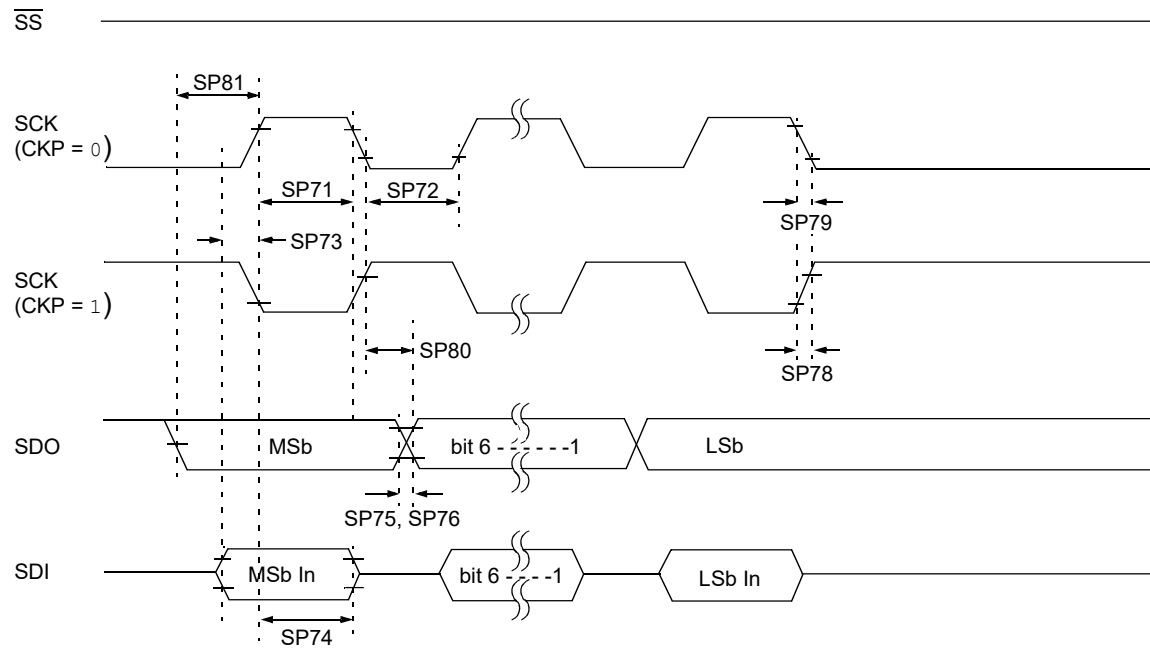 SS
SP81
SCK
(CKP = 0)
SP71
SP72
SP79
SP73
SCK
(CKP = 1)
SP80
SP78
SDO
MSb
bit 6 - - - - - -1
LSb
SP75, SP76
SDI
MSb In
bit 6 - - - - -1
LSb In
SP74